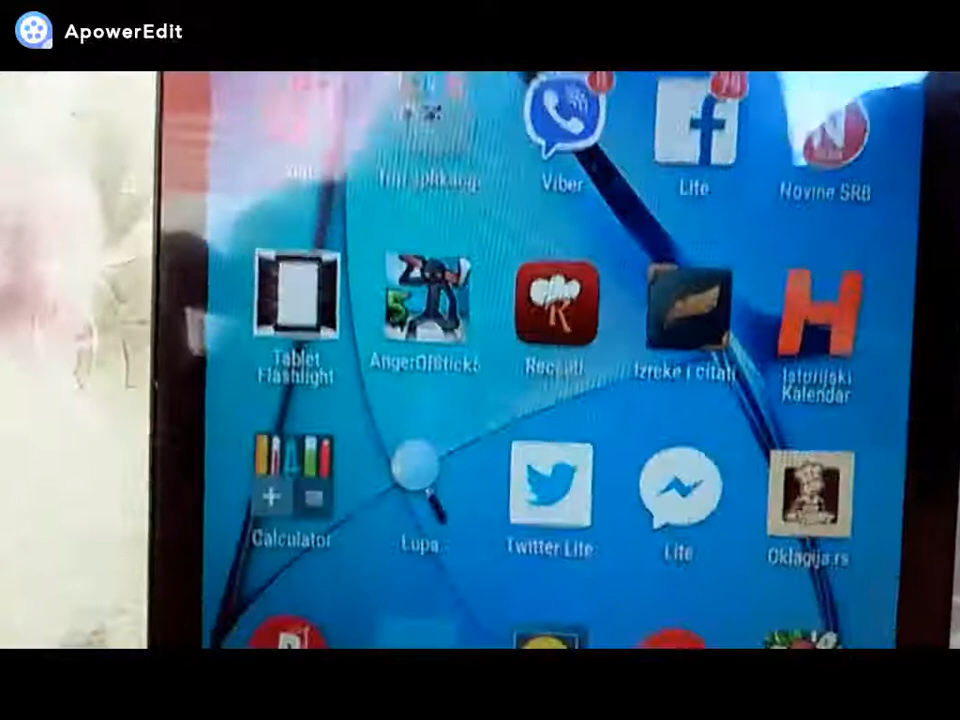 ApowerEdit
Viber
Lite
Novine SRB
Tablet
Flashlight
AngerOfStick5
Recepti
Izreke i citati
Istorijski
Kalendar
Calculator
Lupa
Twitter Lite
Lite
Oklagija.rs